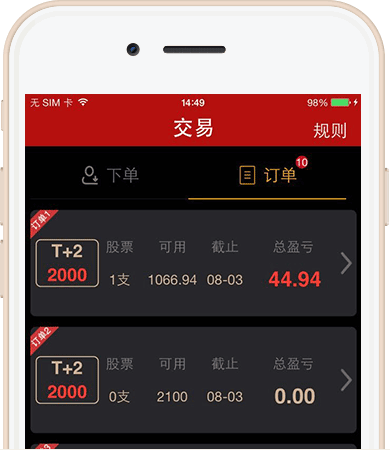 无 SIM 卡 14:49 98%
交易 规则
下单 订单 10
订单1
T+2 股票 可用 截止 总盈亏
2000 1支 1066.94 08-03 44.94
订单2
T+2 股票 可用 截止 总盈亏
2000 0支 2100 08-03 0.00